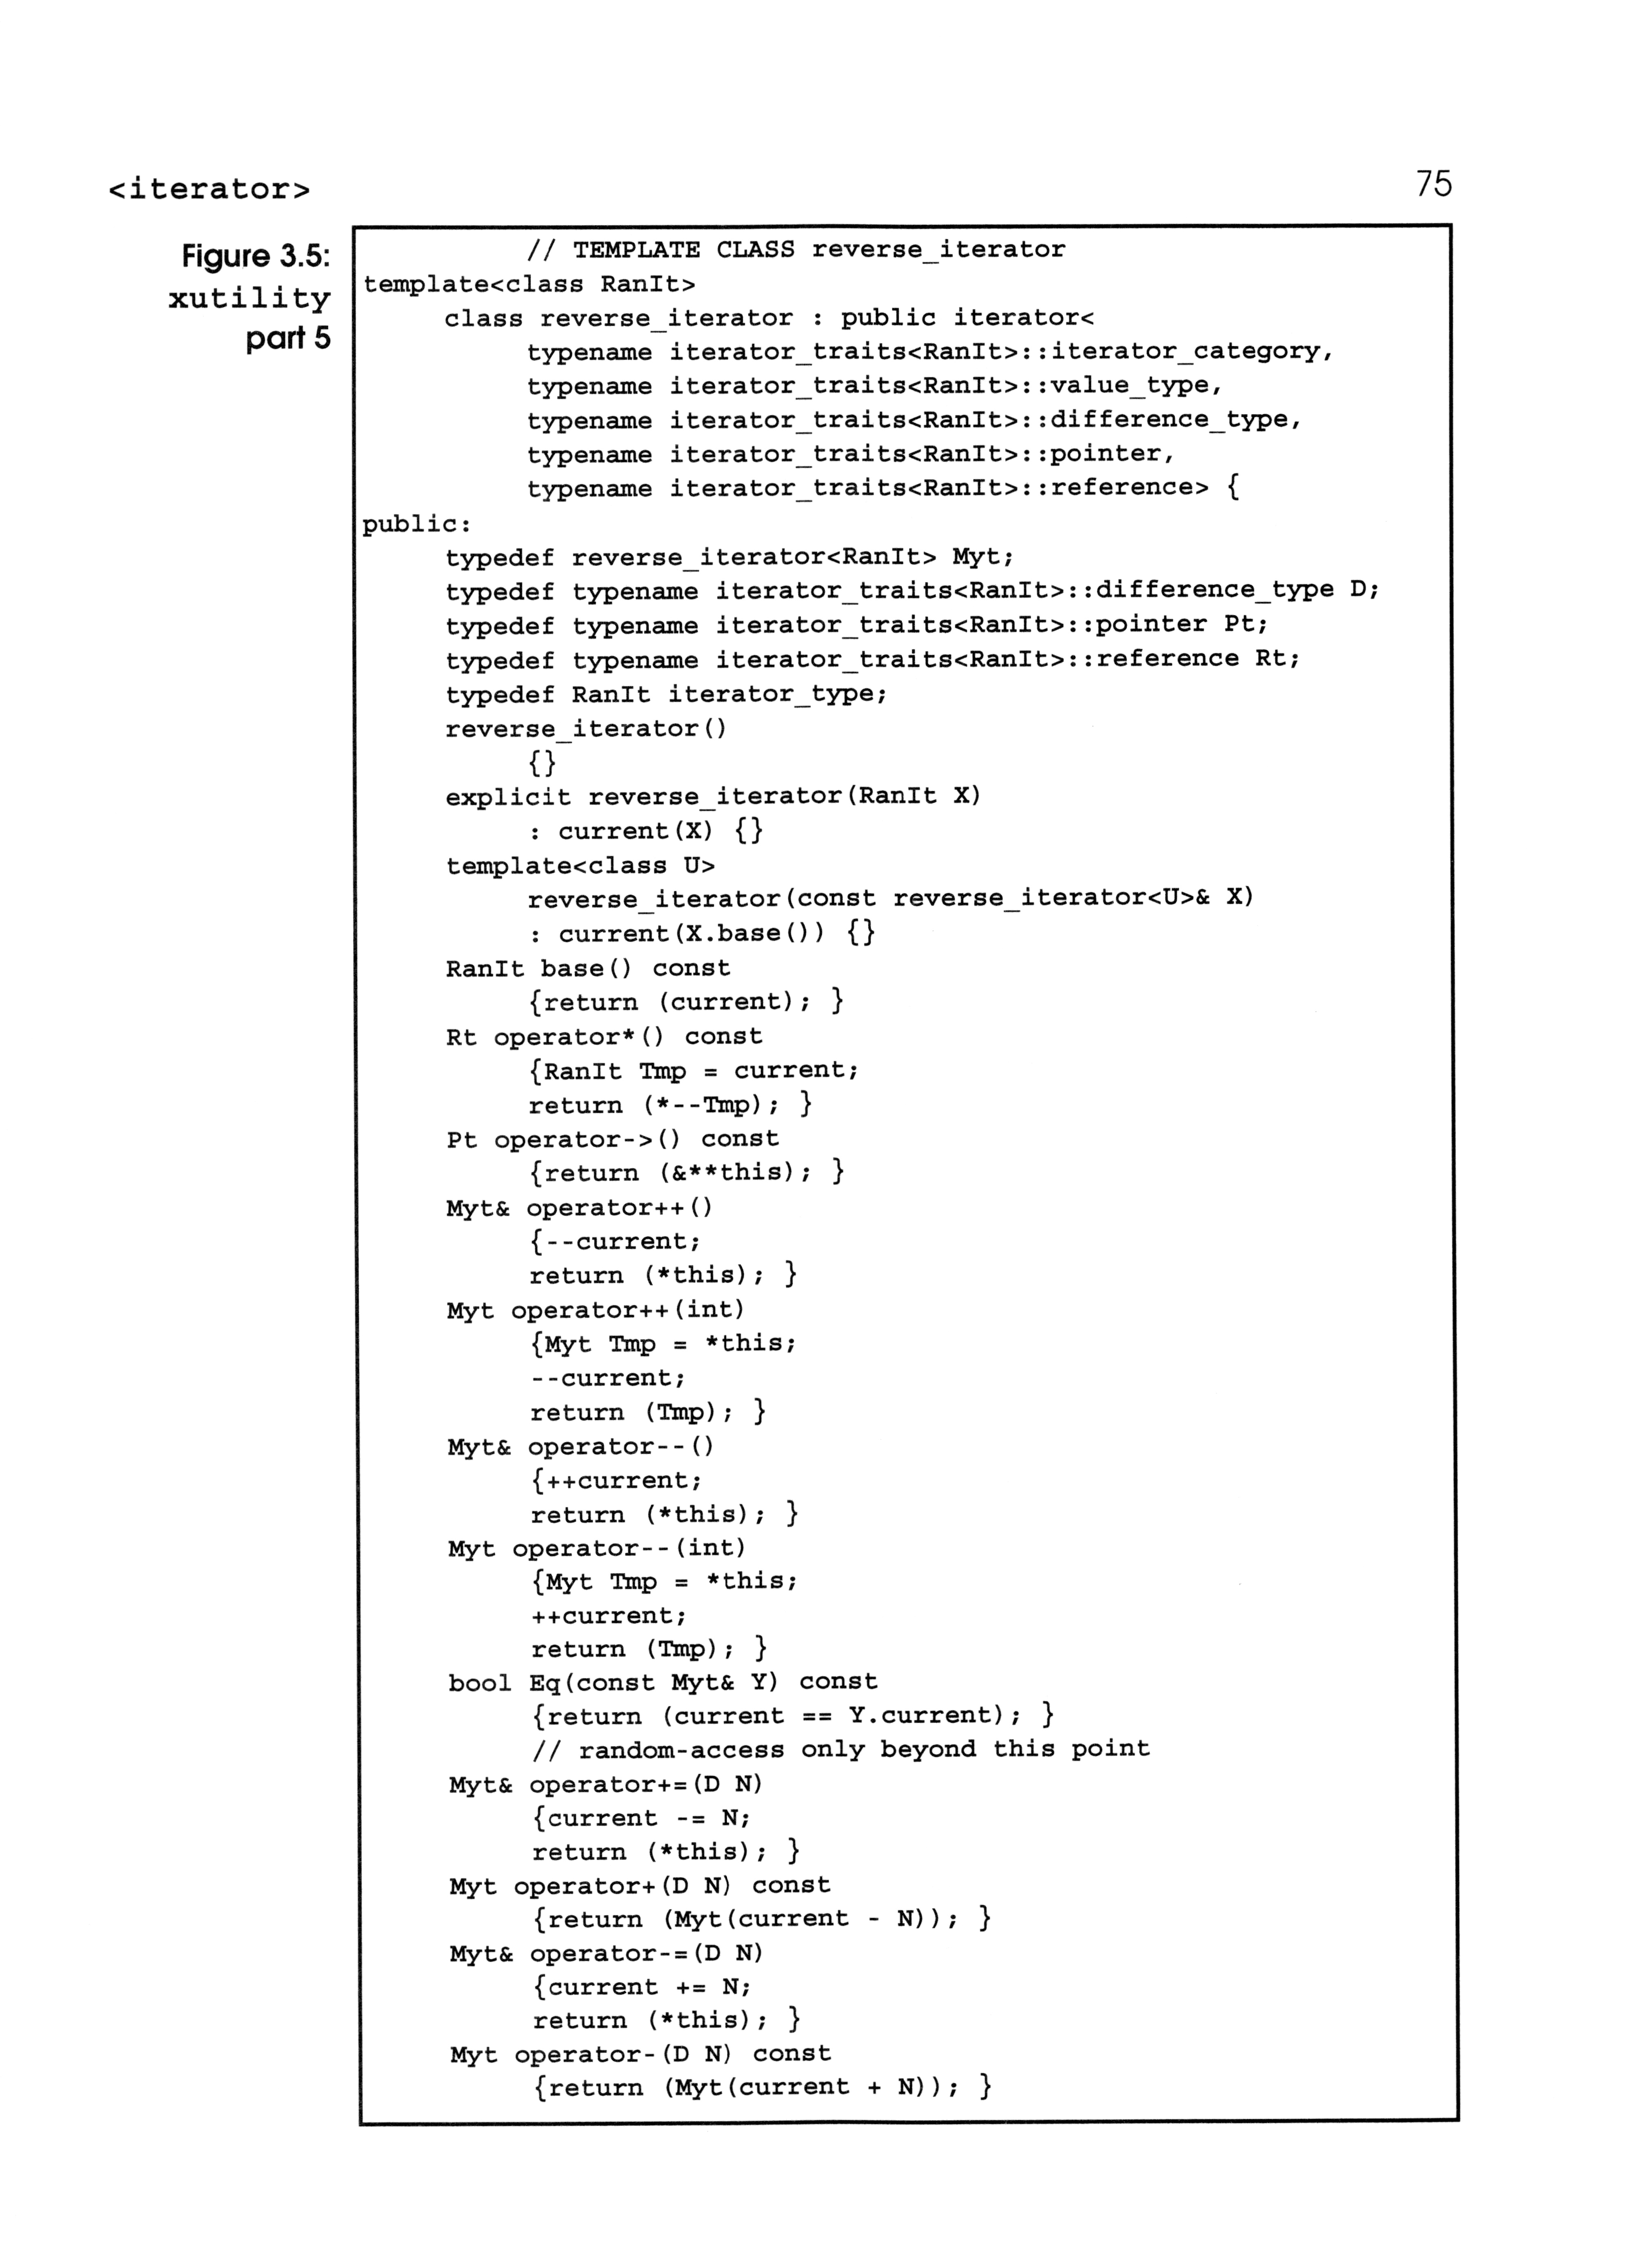 <iterator>
75
Figure 3.5:
xutility
part 5
// TEMPLATE CLASS reverse_iterator
template<class RanIt>
class reverse_iterator : public iterator<
typename iterator_traits<RanIt>::iterator_category,
typename iterator_traits<RanIt>::value_type,
typename iterator_traits<RanIt>::difference_type,
typename iterator_traits<RanIt>::pointer,
typename iterator_traits<RanIt>::reference> {
public:
typedef reverse_iterator<RanIt> Myt;
typedef typename iterator_traits<RanIt>::difference_type D;
typedef typename iterator_traits<RanIt>::pointer Pt;
typedef typename iterator_traits<RanIt>::reference Rt;
typedef RanIt iterator_type;
reverse_iterator()
{}
explicit reverse_iterator(RanIt X)
: current(X) {}
template<class U>
reverse_iterator(const reverse_iterator<U>& X)
: current(X.base()) {}
RanIt base() const
{return (current); }
Rt operator*() const
{RanIt Tmp = current;
return (*--Tmp); }
Pt operator->() const
{return (&**this); }
Myt& operator++()
{--current;
return (*this); }
Myt operator++(int)
{Myt Tmp = *this;
--current;
return (Tmp); }
Myt& operator--()
{++current;
return (*this); }
Myt operator--(int)
{Myt Tmp = *this;
++current;
return (Tmp); }
bool Eq(const Myt& Y) const
{return (current == Y.current); }
// random-access only beyond this point
Myt& operator+=(D N)
{current -= N;
return (*this); }
Myt operator+(D N) const
{return (Myt(current - N)); }
Myt& operator-=(D N)
{current += N;
return (*this); }
Myt operator-(D N) const
{return (Myt(current + N)); }